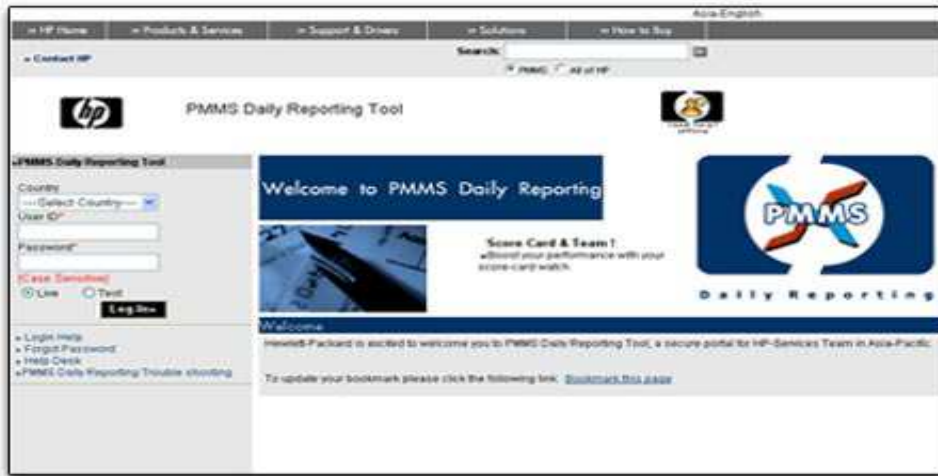 Asia-English
» HP Home » Products & Services » Support & Drivers » Solutions » How to Buy
» Contact HP
Search:
PMMS All of HP
hp
PMMS Daily Reporting Tool
»PMMS Daily Reporting Tool
Country
---Select Country---
User ID*
Password*
(Case Sensitive)
Live Test
Log In»
» Login Help
» Forgot Password
» Help Desk
»PMMS Daily Reporting Trouble shooting
Welcome to PMMS Daily Reporting
Score Card & Team !
»Boost your performance with your
score-card watch
PMMS
Daily Reporting
Welcome
Hewlett-Packard is excited to welcome you to PMMS Daily Reporting Tool, a secure portal for HP-Services Team in Asia-Pacific
To update your bookmark please click the following link: Bookmark this page